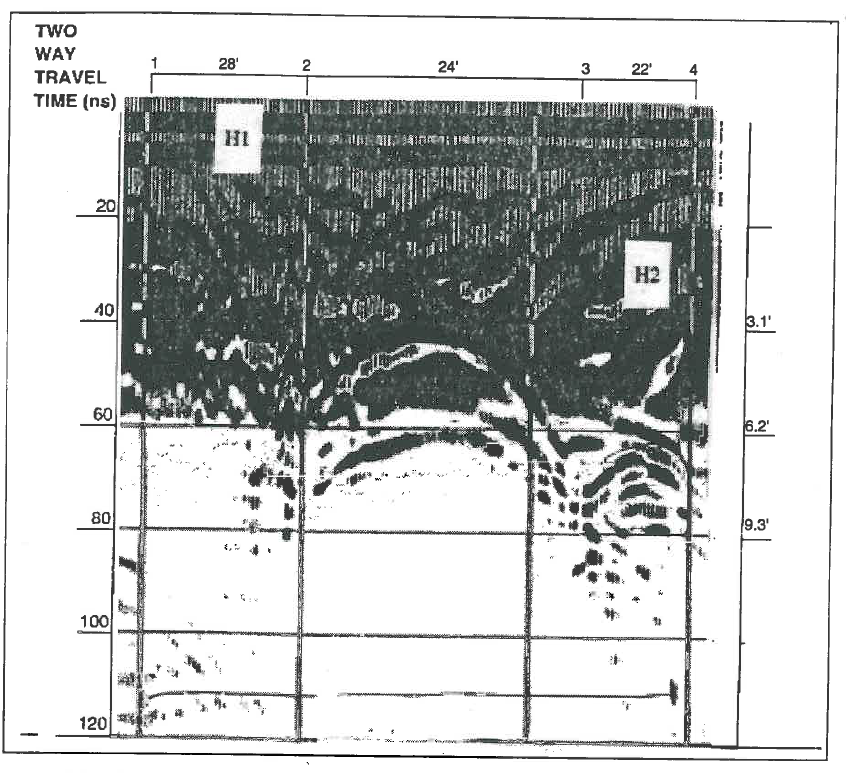 TWO
WAY
TRAVEL
TIME (ns)
1 28' 2 24' 3 22' 4
H1
20
H2
40 3.1'
60 6.2'
80 9.3'
100
120